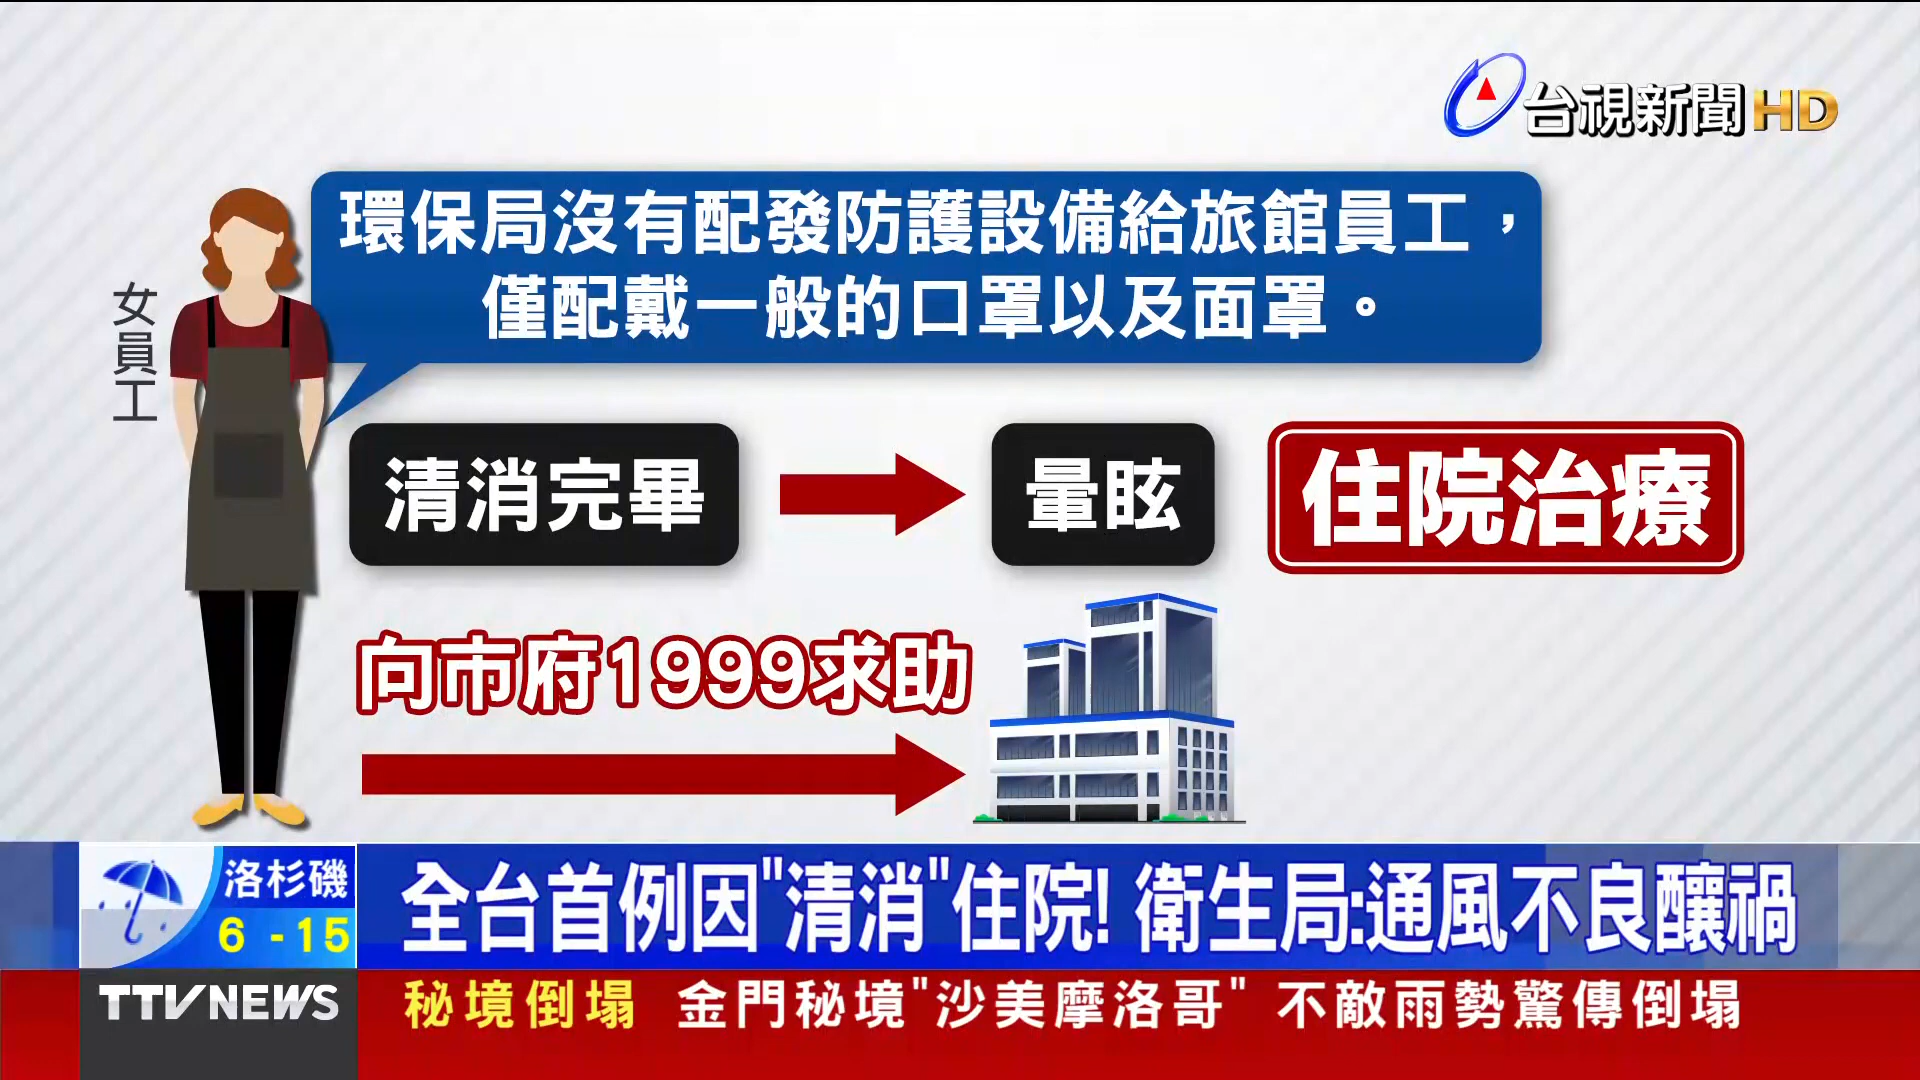 台視新聞HD
環保局沒有配發防護設備給旅館員工，
僅配戴一般的口罩以及面罩。
女員工
清消完畢
暈眩
住院治療
向市府1999求助
洛杉磯
6 - 15
全台首例因"清消"住院! 衛生局:通風不良釀禍
TTV NEWS
秘境倒塌 金門秘境"沙美摩洛哥" 不敵雨勢驚傳倒塌